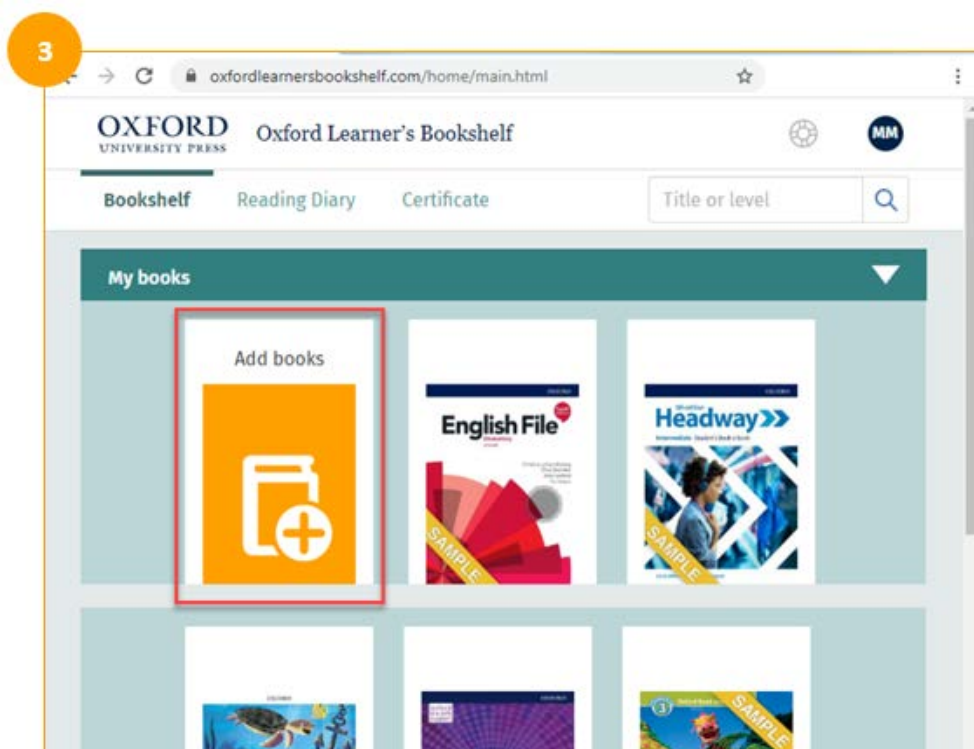 3
oxfordlearnersbookshelf.com/home/main.html
OXFORD
UNIVERSITY PRESS
Oxford Learner's Bookshelf
MM
Bookshelf
Reading Diary
Certificate
Title or level
My books
Add books
English File
SAMPLE
Headway
SAMPLE
3
SAMPLE